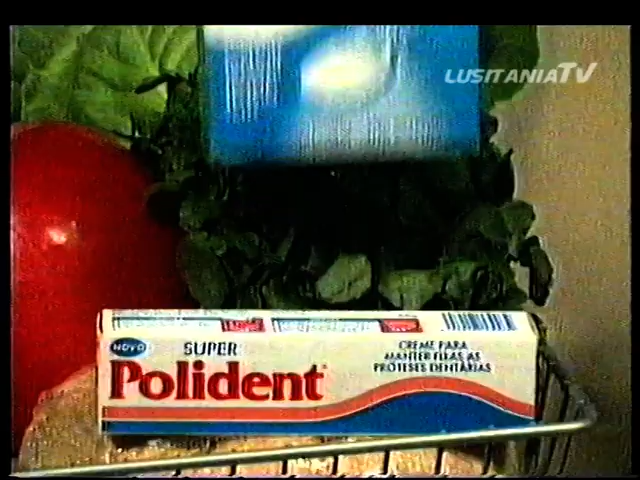 LUSITANIATV
NOVO
SUPER
Polident
CREME PARA
MANTER FIXAS AS
PRÓTESES DENTÁRIAS